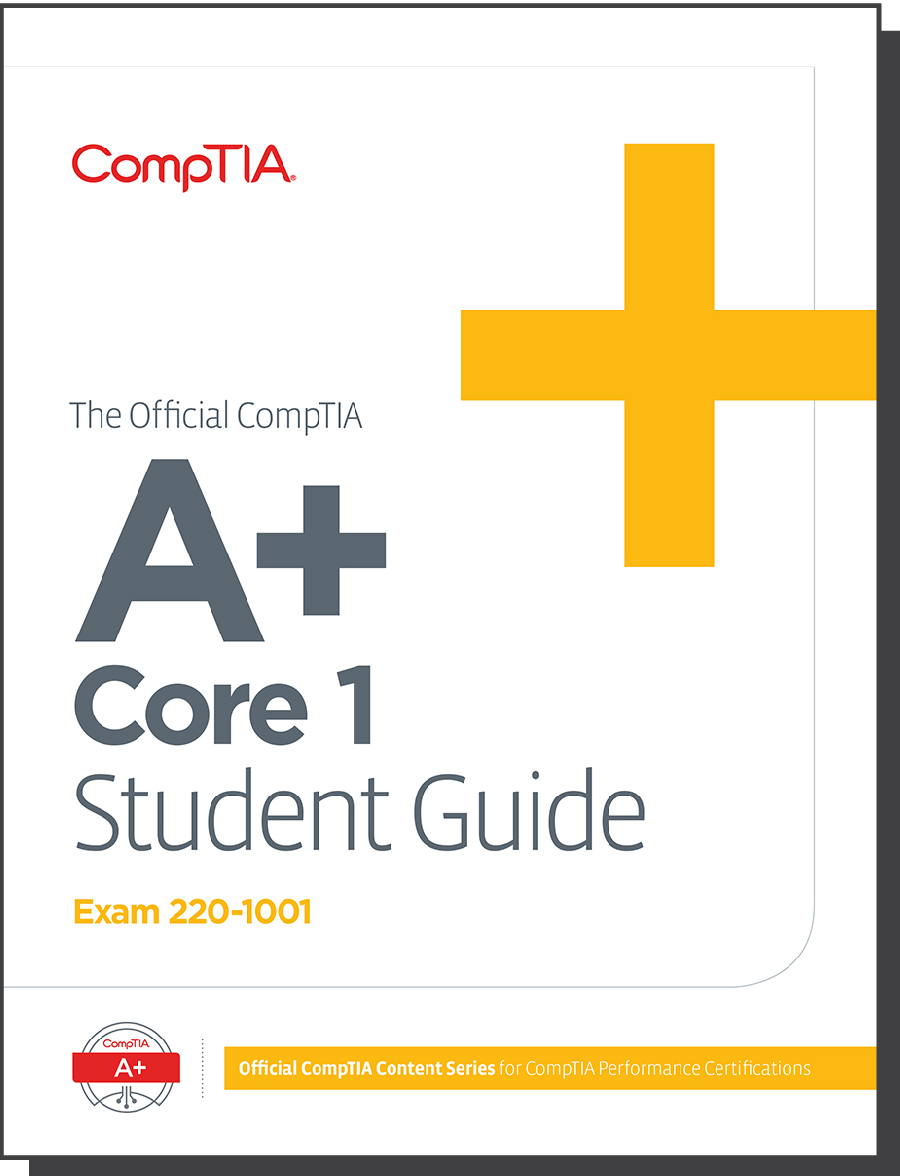 CompTIA®
The Official CompTIA
A+
Core 1
Student Guide
Exam 220-1001
CompTIA
A+
Official CompTIA Content Series for CompTIA Performance Certifications